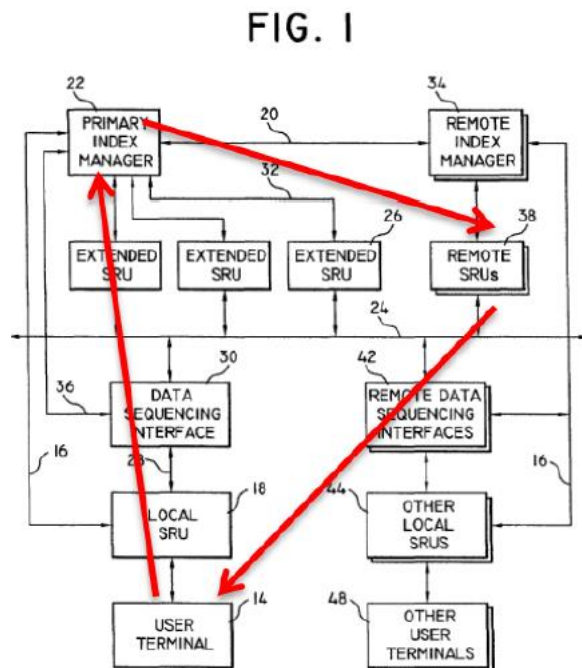 FIG. 1
22
34
PRIMARY
INDEX
MANAGER
20
REMOTE
INDEX
MANAGER
32
26
38
EXTENDED
SRU
EXTENDED
SRU
EXTENDED
SRU
REMOTE
SRUs
24
30
42
DATA
SEQUENCING
INTERFACE
REMOTE DATA
SEQUENCING
INTERFACES
36
16
28
18
44
16
LOCAL
SRU
OTHER
LOCAL
SRUS
14
48
USER
TERMINAL
OTHER
USER
TERMINALS